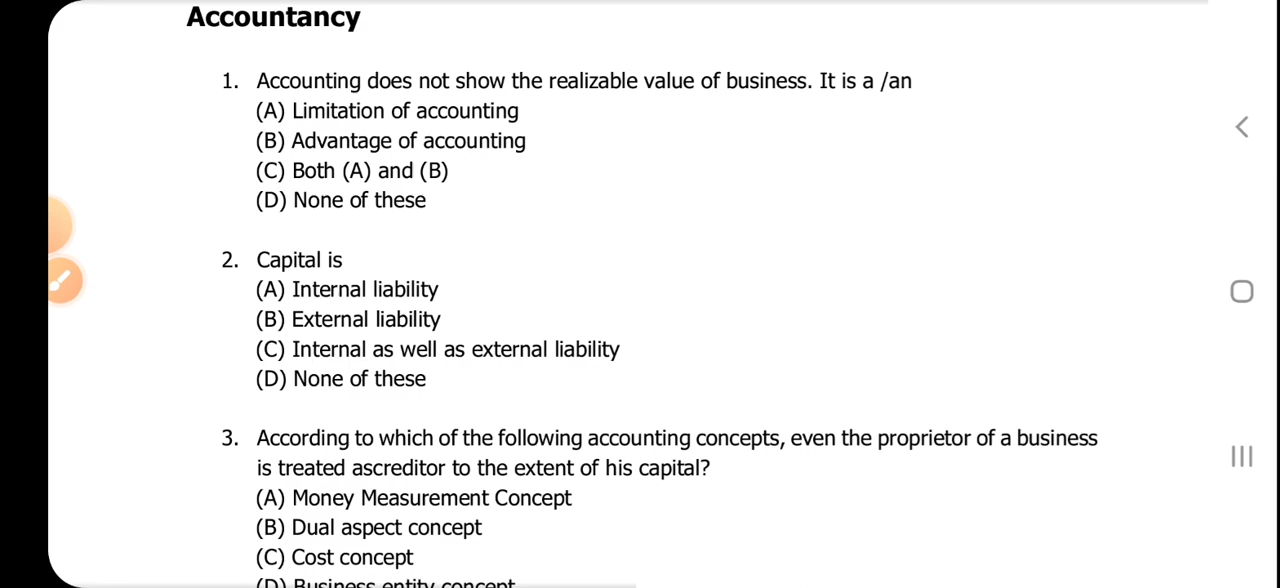 Accountancy
1. Accounting does not show the realizable value of business. It is a /an
(A) Limitation of accounting
(B) Advantage of accounting
(C) Both (A) and (B)
(D) None of these
2. Capital is
(A) Internal liability
(B) External liability
(C) Internal as well as external liability
(D) None of these
3. According to which of the following accounting concepts, even the proprietor of a business
is treated ascreditor to the extent of his capital?
(A) Money Measurement Concept
(B) Dual aspect concept
(C) Cost concept
(D) Business entity concept